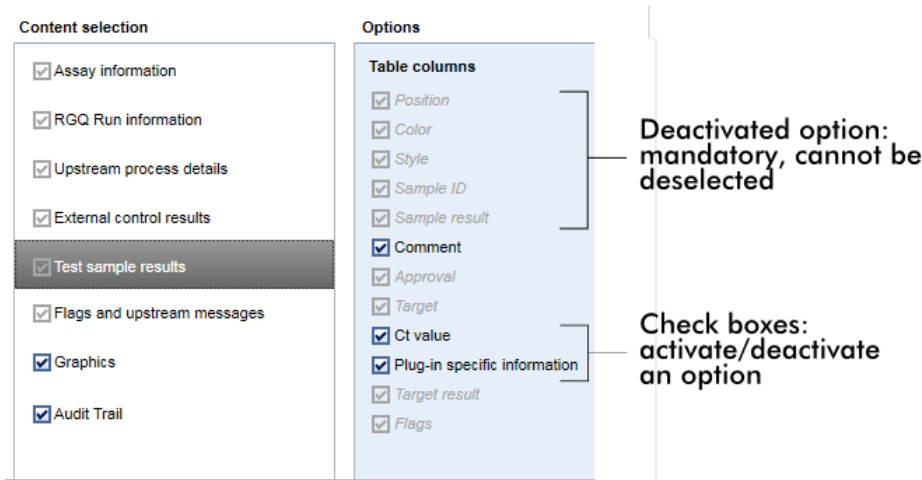 Content selection
Assay information
RGQ Run information
Upstream process details
External control results
Test sample results
Flags and upstream messages
Graphics
Audit Trail
Options
Table columns
Position
Color
Style
Sample ID
Sample result
Comment
Approval
Target
Ct value
Plug-in specific information
Target result
Flags
Deactivated option:
mandatory, cannot be
deselected
Check boxes:
activate/deactivate
an option